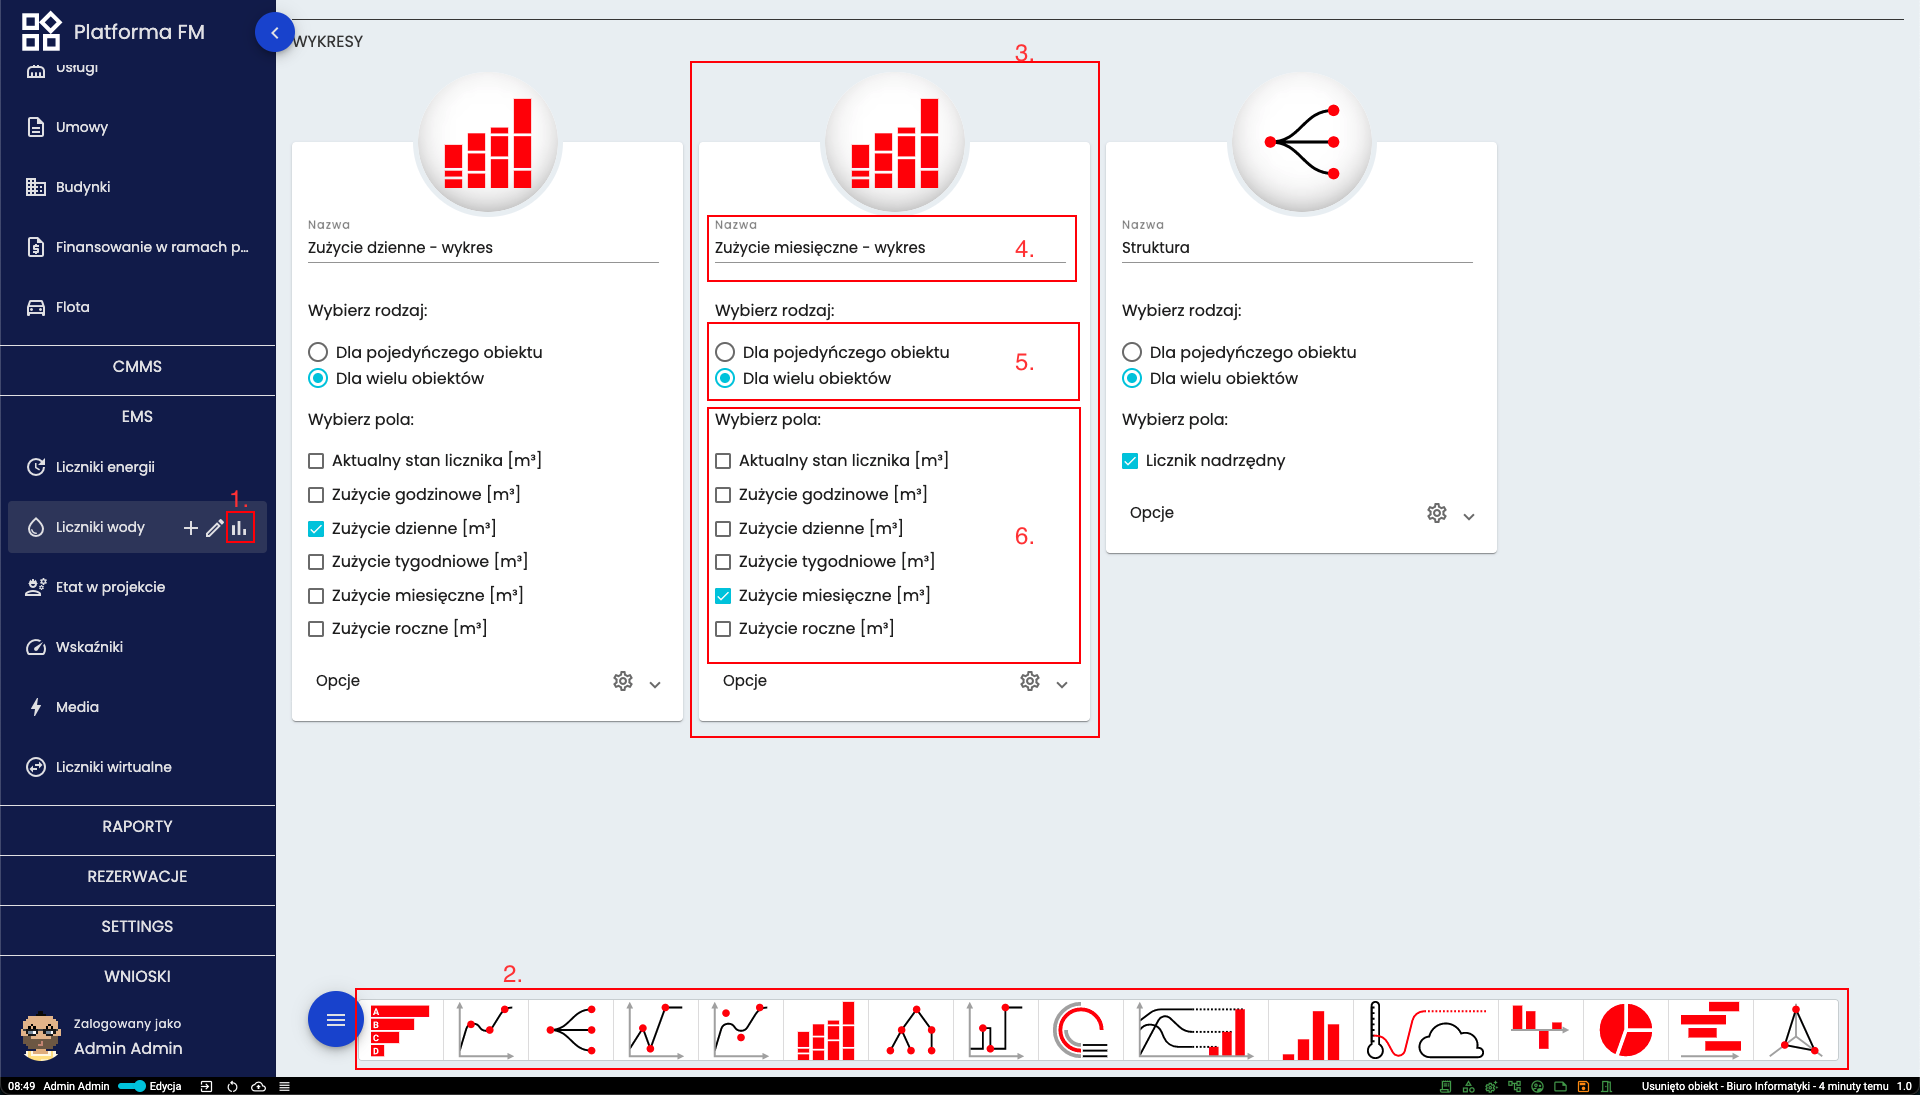 Platforma FM
Usługi
Umowy
Budynki
Finansowanie w ramach p...
Flota
CMMS
EMS
Liczniki energii
1.
Liczniki wody
Etat w projekcie
Wskaźniki
Media
Liczniki wirtualne
RAPORTY
REZERWACJE
SETTINGS
WNIOSKI
Zalogowany jako
Admin Admin
WYKRESY
Nazwa
Zużycie dzienne - wykres
Wybierz rodzaj:
Dla pojedyńczego obiektu
Dla wielu obiektów
Wybierz pola:
Aktualny stan licznika [m³]
Zużycie godzinowe [m³]
Zużycie dzienne [m³]
Zużycie tygodniowe [m³]
Zużycie miesięczne [m³]
Zużycie roczne [m³]
Opcje
3.
Nazwa
Zużycie miesięczne - wykres
4.
Wybierz rodzaj:
Dla pojedyńczego obiektu
5.
Dla wielu obiektów
Wybierz pola:
Aktualny stan licznika [m³]
Zużycie godzinowe [m³]
Zużycie dzienne [m³]
6.
Zużycie tygodniowe [m³]
Zużycie miesięczne [m³]
Zużycie roczne [m³]
Opcje
Nazwa
Struktura
Wybierz rodzaj:
Dla pojedyńczego obiektu
Dla wielu obiektów
Wybierz pola:
Licznik nadrzędny
Opcje
2.
A
B
C
D
08:49 Admin Admin Edycja
Usunięto obiekt - Biuro Informatyki - 4 minuty temu 1.0